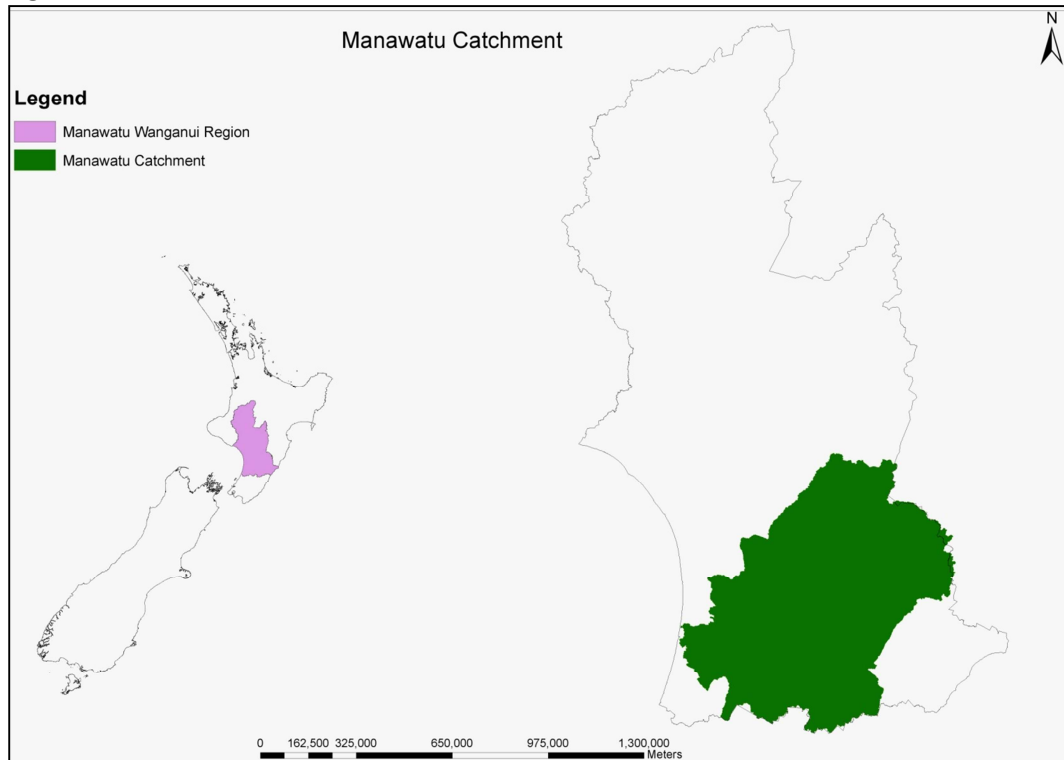 Manawatu Catchment
N
Legend
Manawatu Wanganui Region
Manawatu Catchment
0 162,500 325,000 650,000 975,000 1,300,000
Meters